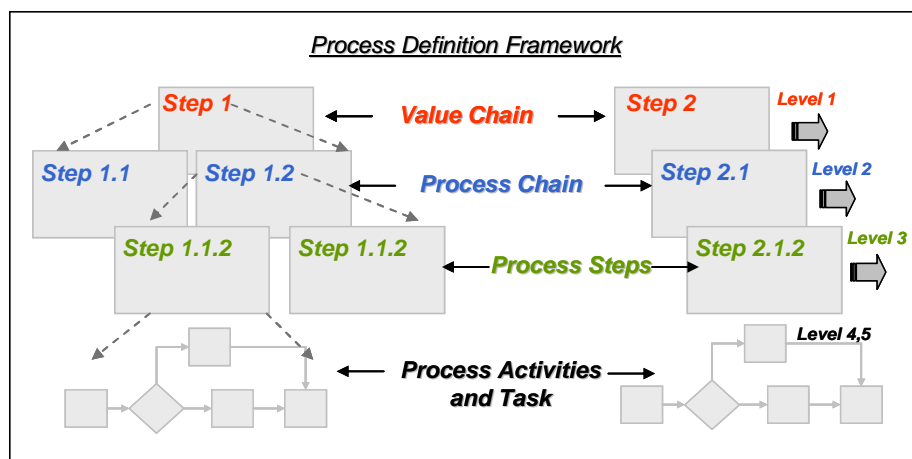 Process Definition Framework
Step 1
Value Chain
Step 2
Level 1
Step 1.1
Step 1.2
Process Chain
Step 2.1
Level 2
Step 1.1.2
Step 1.1.2
Process Steps
Step 2.1.2
Level 3
Process Activities
and Task
Level 4,5